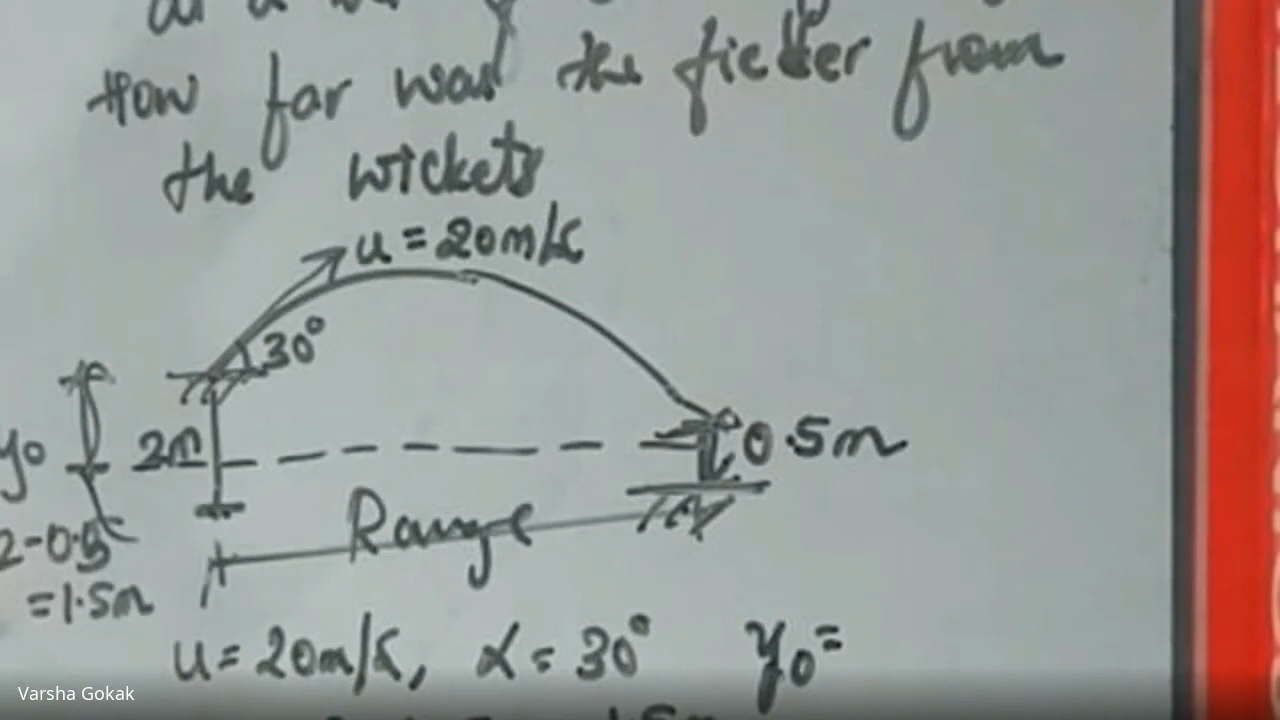 How far was the fielder from
the wickets
u = 20m/s
30°
y0
2m
0.5m
2-0.5
=1.5m
Range
u = 20m/s, α = 30° y0 =
Varsha Gokak